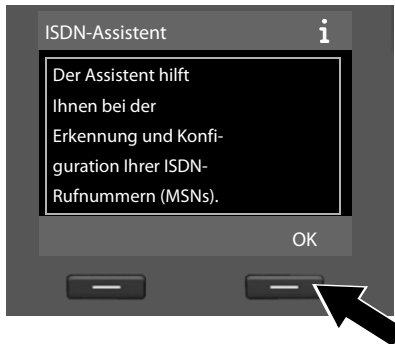 ISDN-Assistent i
Der Assistent hilft
Ihnen bei der
Erkennung und Konfi-
guration Ihrer ISDN-
Rufnummern (MSNs).
OK